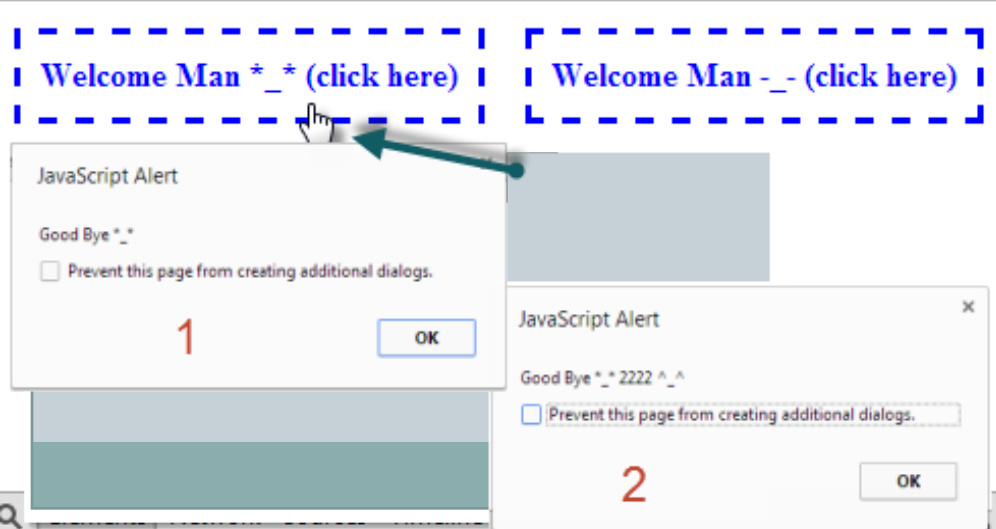 Welcome Man *_* (click here)
Welcome Man -_- (click here)
JavaScript Alert
Good Bye *_*
Prevent this page from creating additional dialogs.
1
OK
×
JavaScript Alert
Good Bye *_* 2222 ^_^
Prevent this page from creating additional dialogs.
2
OK